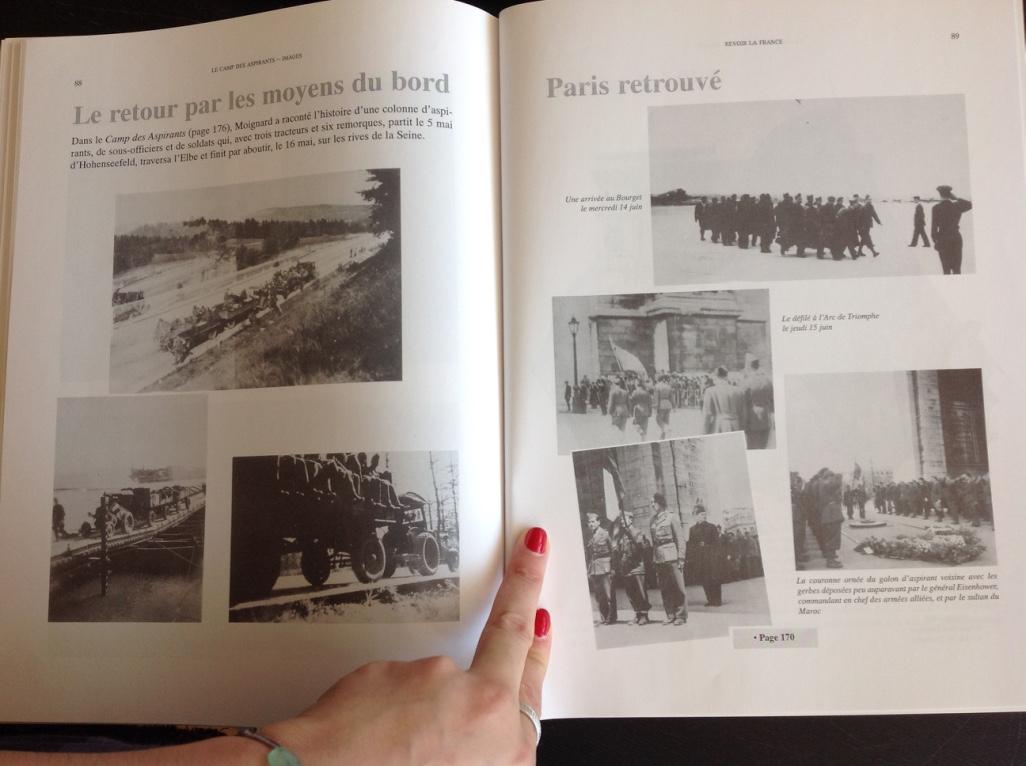 88
LE CAMP DES ASPIRANTS — IMAGES
Le retour par les moyens du bord
Dans le Camp des Aspirants (page 176), Moignard a raconté l'histoire d'une colonne d'aspi-
rants, de sous-officiers et de soldats qui, avec trois tracteurs et six remorques, partit le 5 mai
d'Hohenseefeld, traversa l'Elbe et finit par aboutir, le 16 mai, sur les rives de la Seine.
REVOIR LA FRANCE
89
Paris retrouvé
Une arrivée au Bourget
le mercredi 14 juin
Le défilé à l'Arc de Triomphe
le jeudi 15 juin
La couronne ornée du galon d'aspirant voisine avec les
gerbes déposées peu auparavant par le général Eisenhower,
commandant en chef des armées alliées, et par le sultan du
Maroc
• Page 170